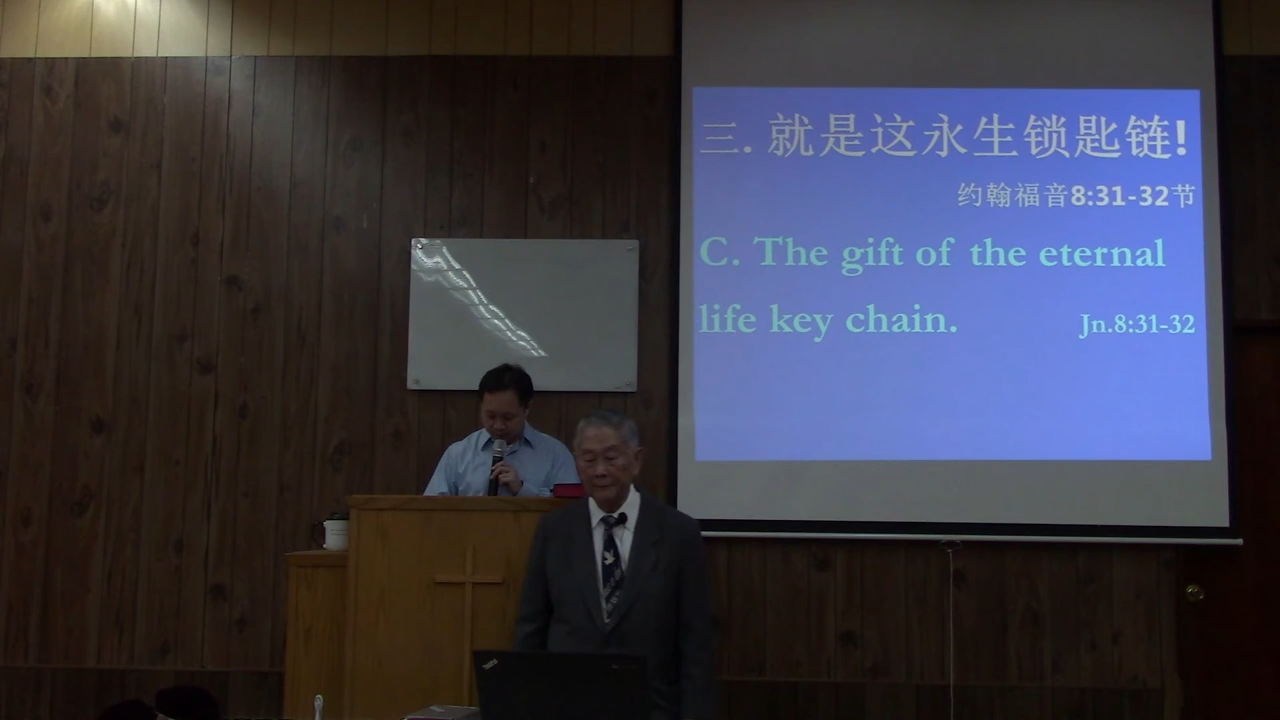 三. 就是这永生锁匙链!
约翰福音8:31-32节
C. The gift of the eternal
life key chain. Jn.8:31-32
ThinkPad